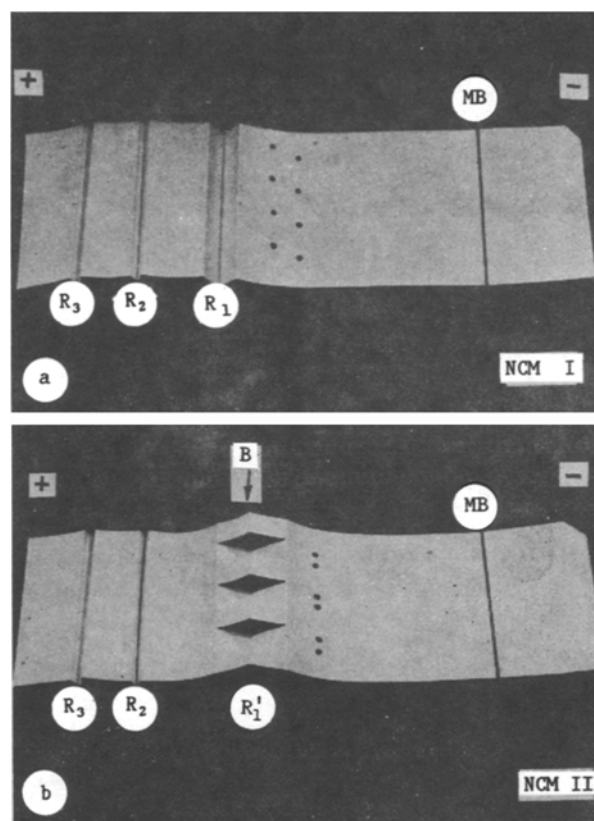 + MB −
R₃ R₂ R₁
a NCM I
B
+ MB −
R₃ R₂ R₁'
b NCM II